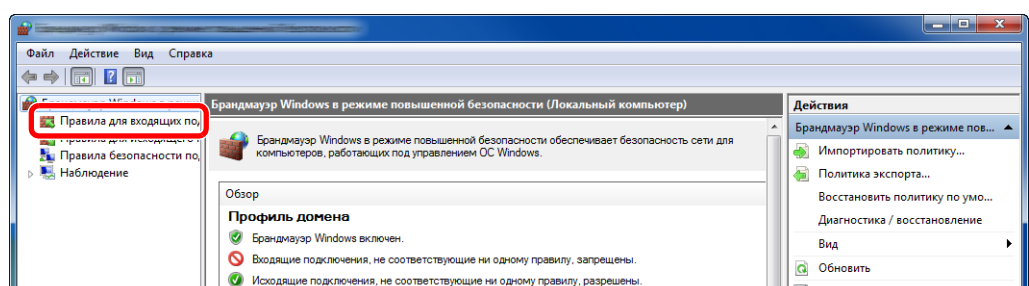 Файл Действие Вид Справка
Правила для входящих под
Правила безопасности по,
Наблюдение
Брандмауэр Windows в режиме повышенной безопасности (Локальный компьютер)
Брандмауэр Windows в режиме повышенной безопасности обеспечивает безопасность сети для
компьютеров, работающих под управлением ОС Windows.
Обзор
Профиль домена
Брандмауэр Windows включен.
Входящие подключения, не соответствующие ни одному правилу, запрещены.
Исходящие подключения, не соответствующие ни одному правилу, разрешены.
Действия
Брандмауэр Windows в режиме пов...
Импортировать политику...
Политика экспорта...
Восстановить политику по умо...
Диагностика / восстановление
Вид
Обновить